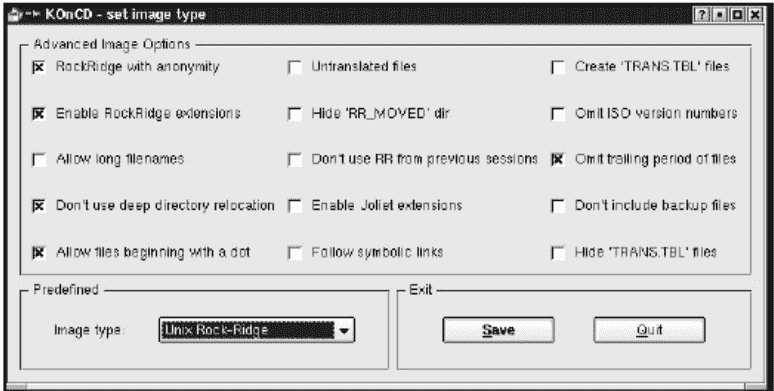 KOnCD - set image type
Advanced Image Options
RockRidge with anonymity
Untranslated files
Create 'TRANS.TBL' files
Enable RockRidge extensions
Hide 'RR_MOVED' dir
Omit ISO version numbers
Allow long filenames
Don't use RR from previous sessions
Omit trailing period of files
Don't use deep directory relocation
Enable Joliet extensions
Don't include backup files
Allow files beginning with a dot
Follow symbolic links
Hide 'TRANS.TBL' files
Predefined
Exit
Image type:
Unix Rock-Ridge
Save
Quit